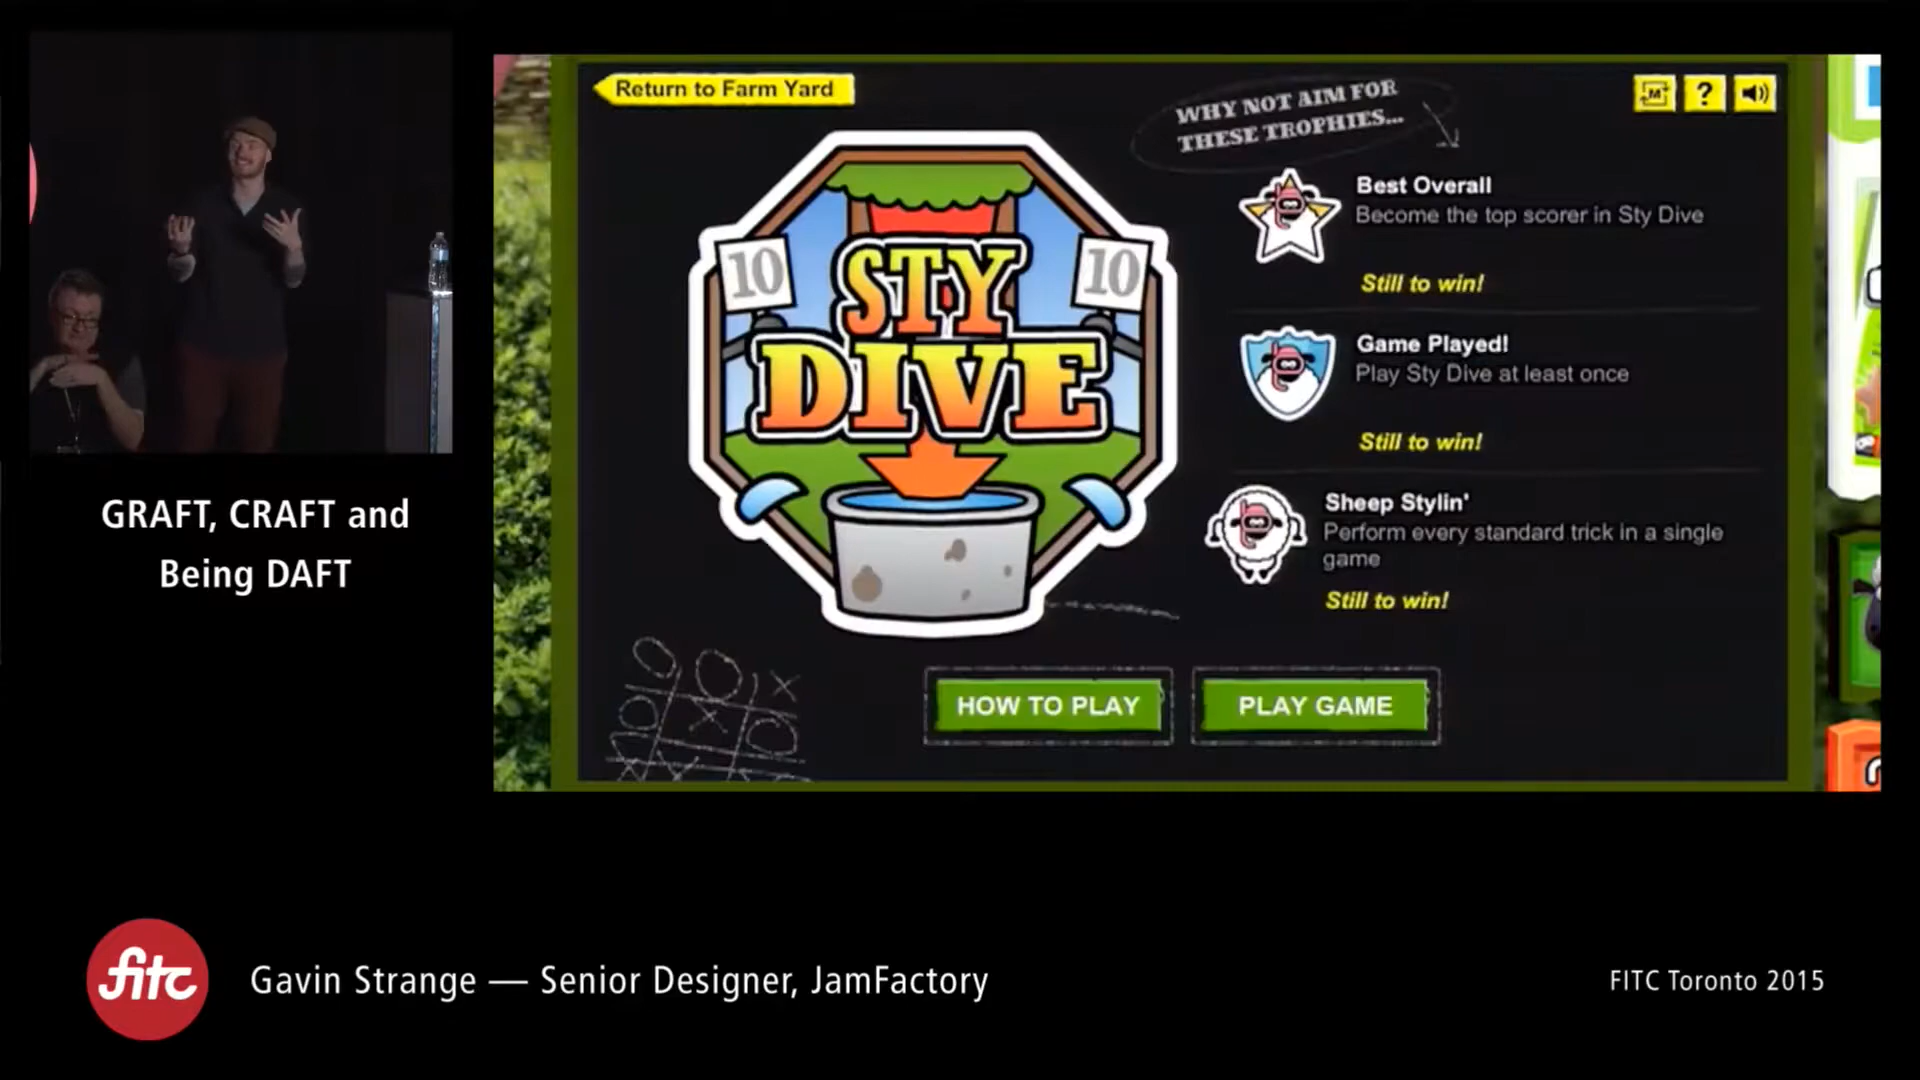 Return to Farm Yard
WHY NOT AIM FOR
THESE TROPHIES...
M
?
10
10
STY
DIVE
Best Overall
Become the top scorer in Sty Dive
Still to win!
Game Played!
Play Sty Dive at least once
Still to win!
Sheep Stylin'
Perform every standard trick in a single
game
Still to win!
HOW TO PLAY
PLAY GAME
GRAFT, CRAFT and
Being DAFT
fitc
Gavin Strange — Senior Designer, JamFactory
FITC Toronto 2015